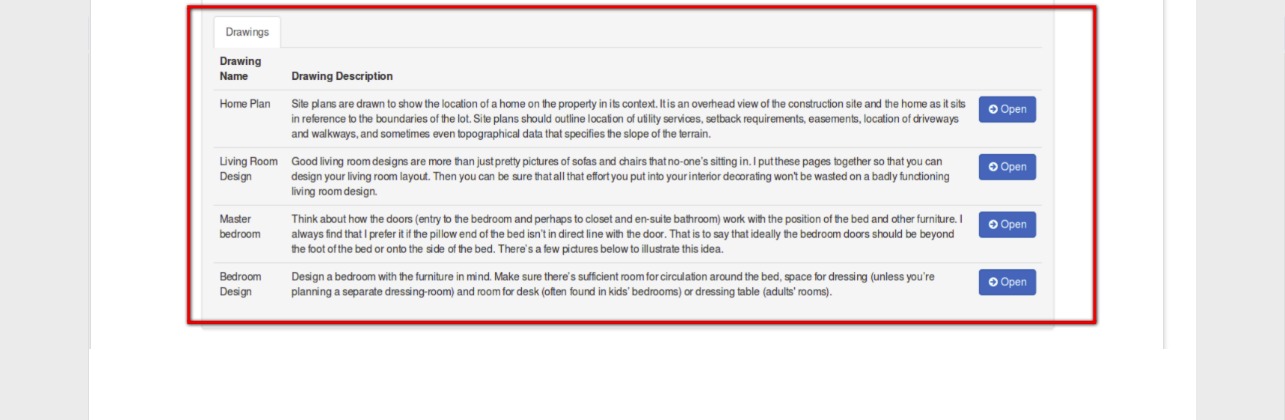 Drawings
Drawing
Name
Drawing Description
Home Plan
Site plans are drawn to show the location of a home on the property in its context. It is an overhead view of the construction site and the home as it sits
in reference to the boundaries of the lot. Site plans should outline location of utility services, setback requirements, easements, location of driveways
and walkways, and sometimes even topographical data that specifies the slope of the terrain.
Open
Living Room
Design
Good living room designs are more than just pretty pictures of sofas and chairs that no-one's sitting in. I put these pages together so that you can
design your living room layout. Then you can be sure that all that effort you put into your interior decorating won't be wasted on a badly functioning
living room design.
Open
Master
bedroom
Think about how the doors (entry to the bedroom and perhaps to closet and en-suite bathroom) work with the position of the bed and other furniture. I
always find that I prefer it if the pillow end of the bed isn't in direct line with the door. That is to say that ideally the bedroom doors should be beyond
the foot of the bed or onto the side of the bed. There's a few pictures below to illustrate this idea.
Open
Bedroom
Design
Design a bedroom with the furniture in mind. Make sure there's sufficient room for circulation around the bed, space for dressing (unless you're
planning a separate dressing-room) and room for desk (often found in kids' bedrooms) or dressing table (adults' rooms).
Open